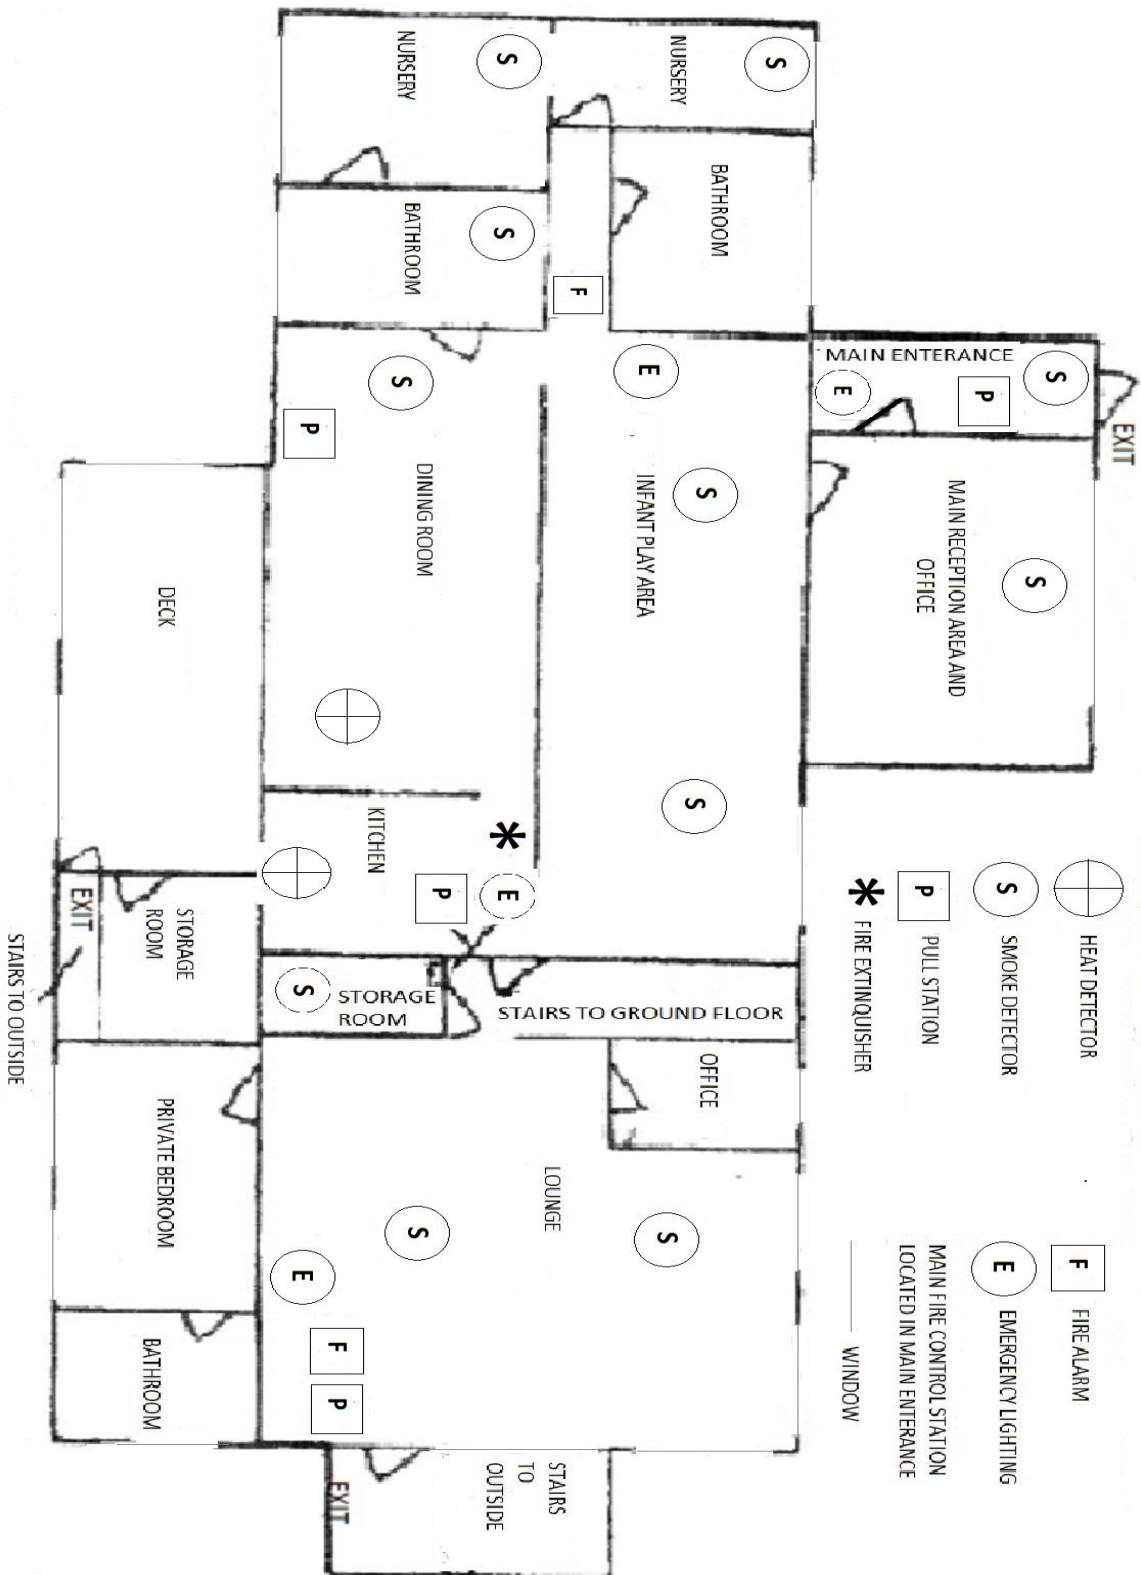 EXIT
S
MAIN ENTERANCE
P
E
MAIN RECEPTION AREA AND
OFFICE
S
HEAT DETECTOR
S
SMOKE DETECTOR
P
PULL STATION
*
FIRE EXTINQUISHER
F
FIRE ALARM
E
EMERGENCY LIGHTING
MAIN FIRE CONTROL STATION
LOCATED IN MAIN ENTERANCE
WINDOW
S
NURSERY
BATHROOM
F
E
S
INFANT PLAY AREA
S
STAIRS TO GROUND FLOOR
OFFICE
S
LOUNGE
S
E
F
P
STAIRS
TO
OUTSIDE
EXIT
S
NURSERY
S
BATHROOM
S
P
DINING ROOM
*
E
P
KITCHEN
STORAGE
ROOM
S
DECK
STORAGE
ROOM
EXIT
STAIRS TO OUTSIDE
PRIVATE BEDROOM
BATHROOM